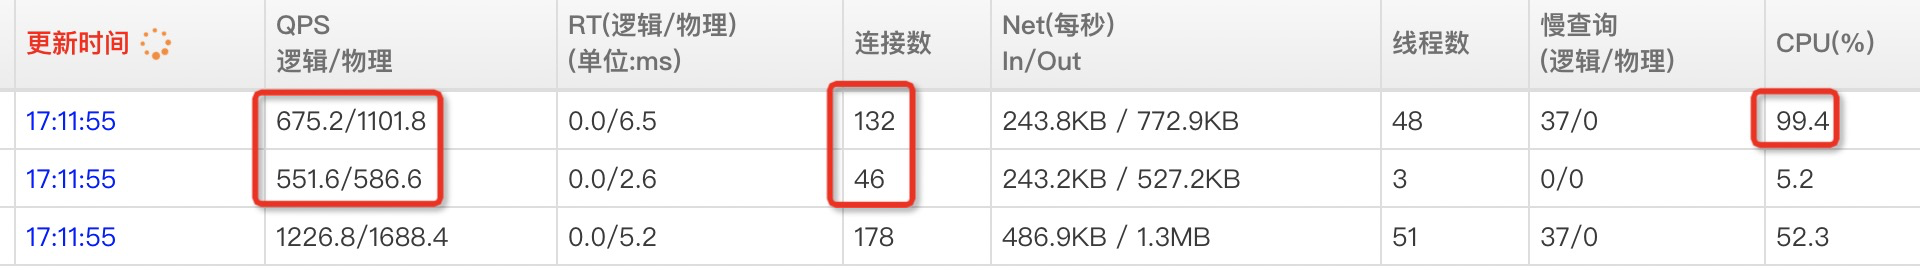 更新时间
QPS
逻辑/物理
RT(逻辑/物理)
(单位:ms)
连接数
Net(每秒)
In/Out
线程数
慢查询
(逻辑/物理)
CPU(%)
17:11:55 675.2/1101.8 0.0/6.5 132 243.8KB / 772.9KB 48 37/0 99.4
17:11:55 551.6/586.6 0.0/2.6 46 243.2KB / 527.2KB 3 0/0 5.2
17:11:55 1226.8/1688.4 0.0/5.2 178 486.9KB / 1.3MB 51 37/0 52.3